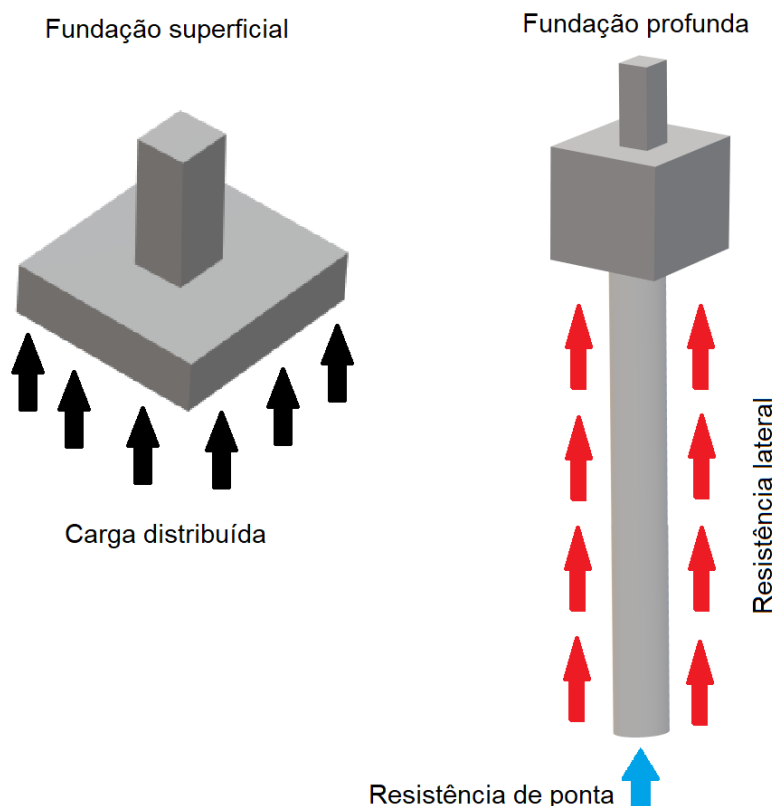 Fundação superficial
Fundação profunda
Carga distribuída
Resistência lateral
Resistência de ponta